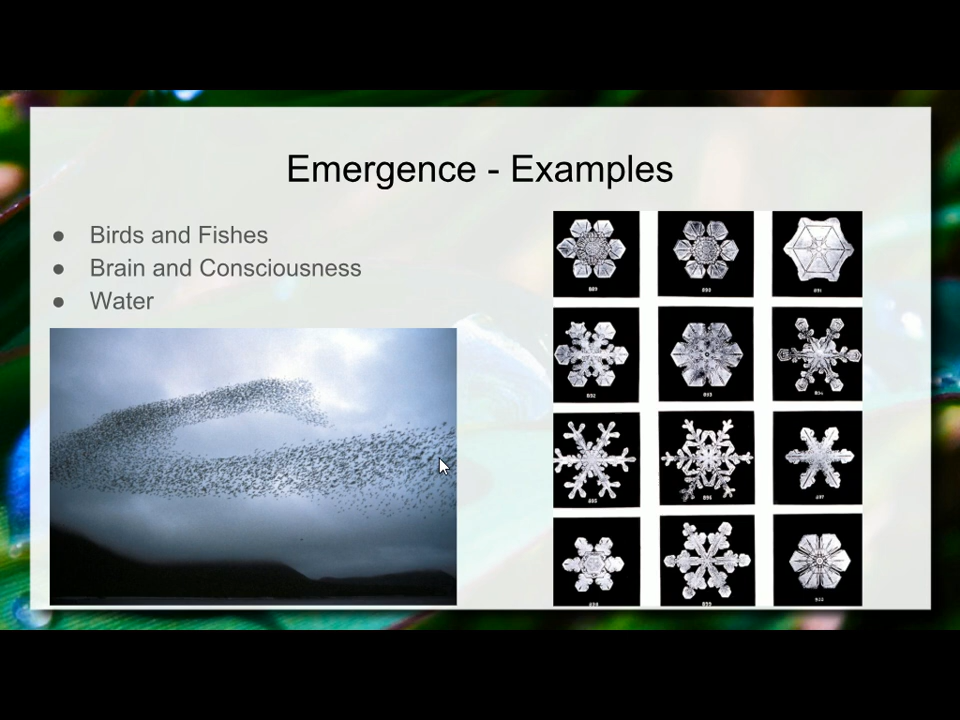 Emergence - Examples
● Birds and Fishes
● Brain and Consciousness
● Water